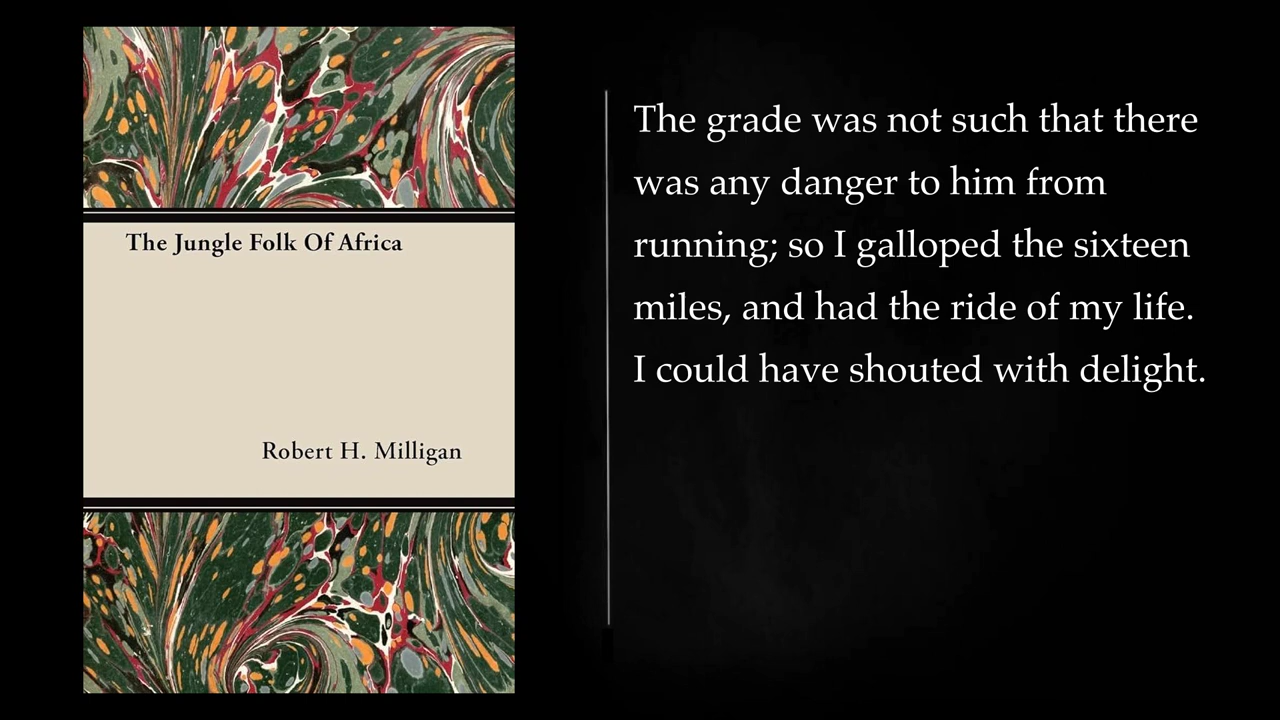 The Jungle Folk Of Africa
Robert H. Milligan
The grade was not such that there
was any danger to him from
running; so I galloped the sixteen
miles, and had the ride of my life.
I could have shouted with delight.